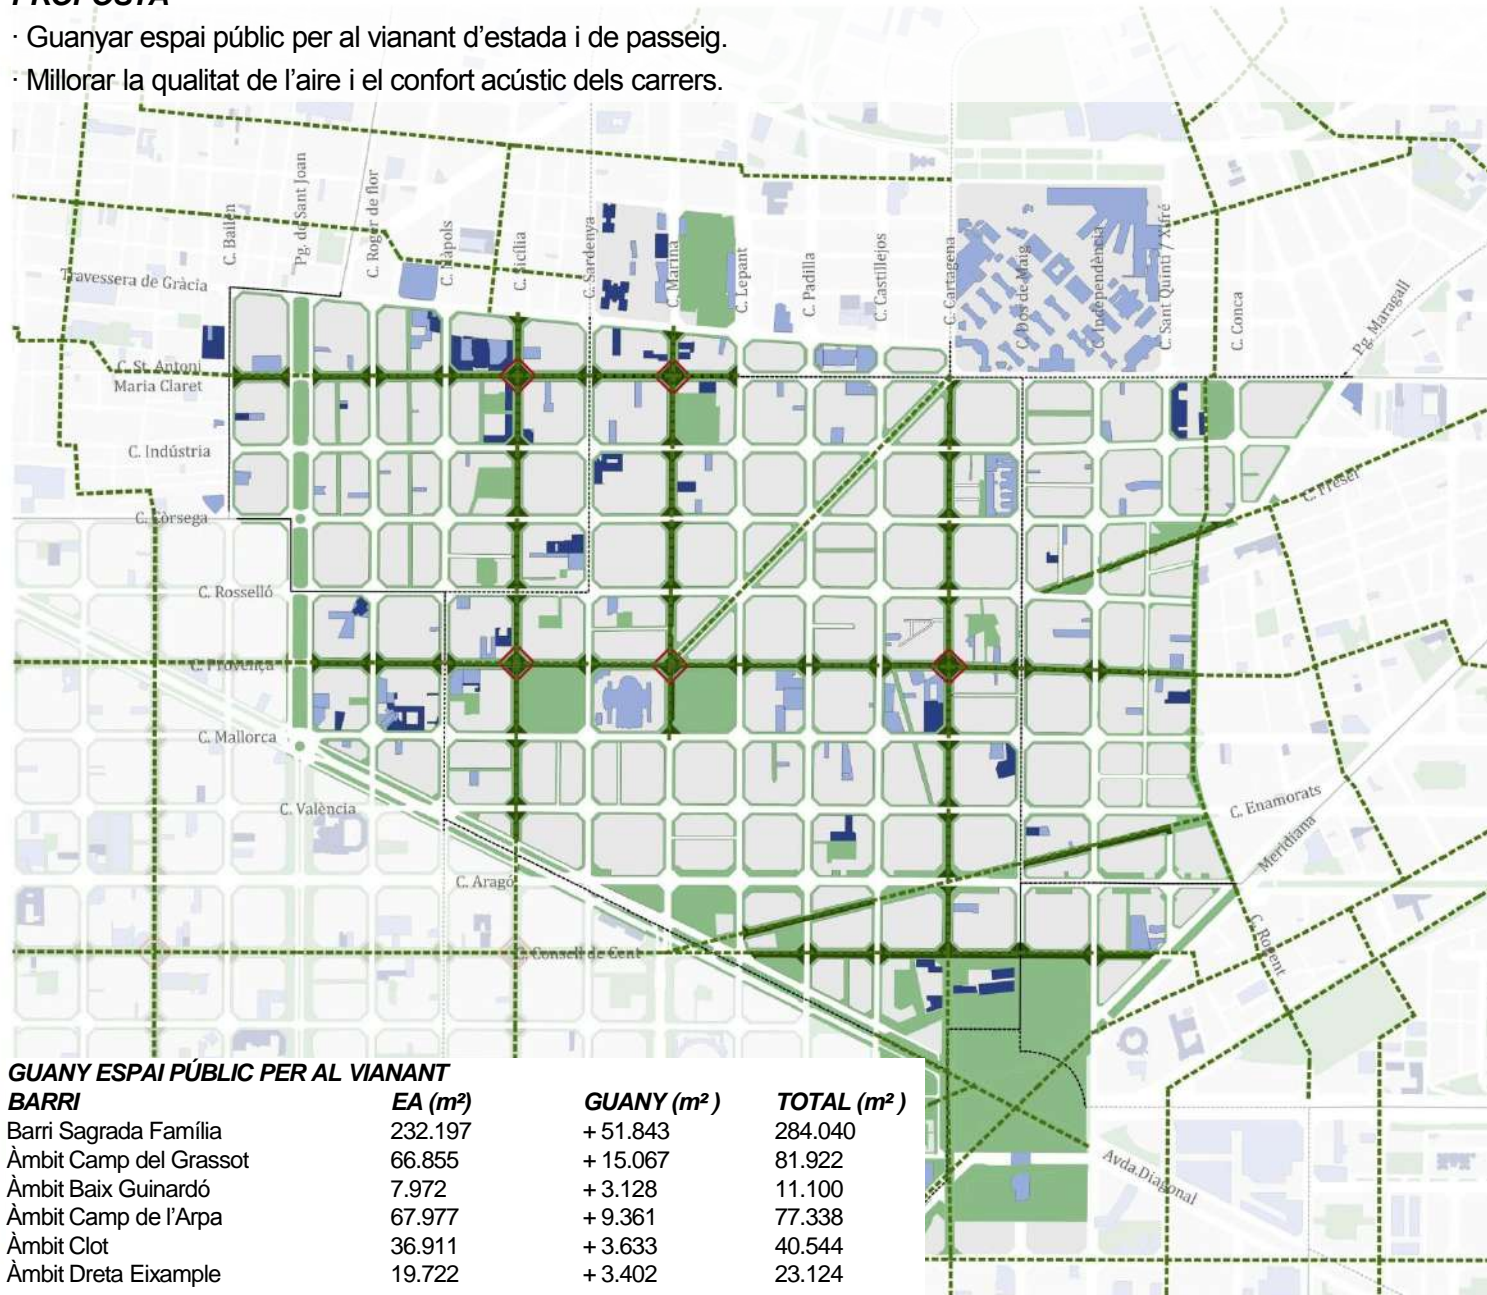 PROPOSTA
· Guanyar espai públic per al vianant d’estada i de passeig.
· Millorar la qualitat de l’aire i el confort acústic dels carrers.
C. Bailèn
Pg. de Sant Joan
C. Roger de flor
C. Nàpols
C. Sicília
C. Sardenya
C. Marina
C. Lepant
C. Padilla
C. Castillejos
C. Cartagena
C. Dos de Maig
C. Independència
C. Sant Quintí / Xifré
C. Conca
Pg. Maragall
Travessera de Gràcia
C. St. Antoni
Maria Claret
C. Indústria
C. Còrsega
C. Freser
C. Rosselló
C. Provença
C. Mallorca
C. València
C. Enamorats
Meridiana
C. Aragó
C. Consell de Cent
C. Rogent
Avda.Diagonal
GUANY ESPAI PÚBLIC PER AL VIANANT
BARRI EA (m²) GUANY (m² ) TOTAL (m² )
Barri Sagrada Família 232.197 + 51.843 284.040
Àmbit Camp del Grassot 66.855 + 15.067 81.922
Àmbit Baix Guinardó 7.972 + 3.128 11.100
Àmbit Camp de l’Arpa 67.977 + 9.361 77.338
Àmbit Clot 36.911 + 3.633 40.544
Àmbit Dreta Eixample 19.722 + 3.402 23.124